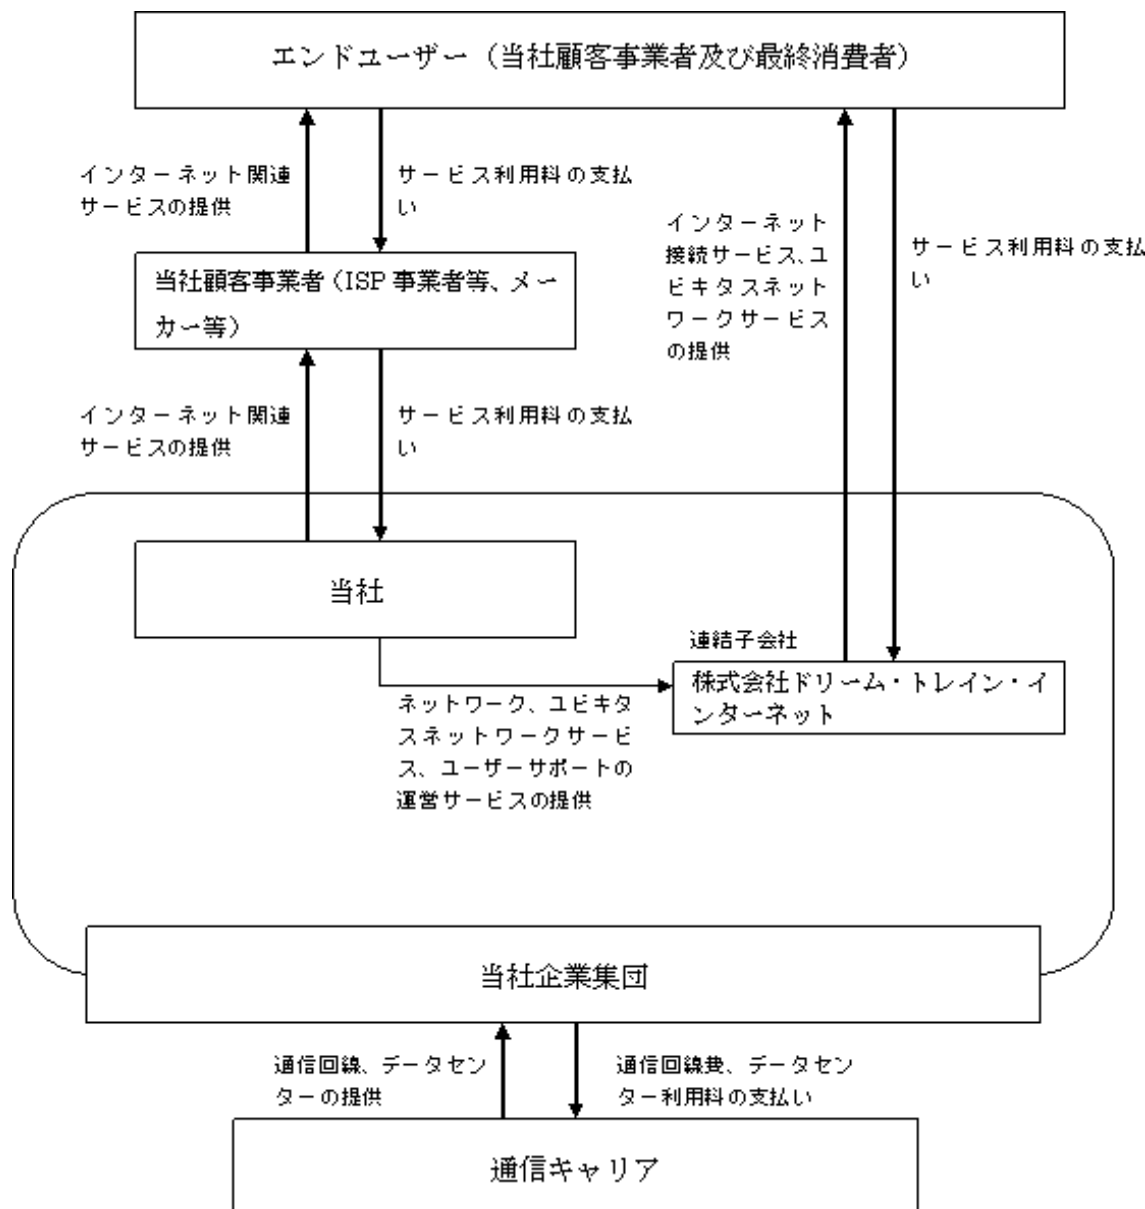 エンドユーザー（当社顧客事業者及び最終消費者）
インターネット関連
サービスの提供
サービス利用料の支払
い
インターネット
接続サービス、ユ
ビキタスネット
ワークサービス
の提供
サービス利用料の支払
い
当社顧客事業者（ISP 事業者等、メー
カー等）
インターネット関連
サービスの提供
サービス利用料の支払
い
当社
連結子会社
株式会社ドリーム・トレイン・イ
ンターネット
ネットワーク、ユビキタ
スネットワークサービ
ス、ユーザーサポートの
運営サービスの提供
当社企業集団
通信回線、データセン
ターの提供
通信回線費、データセン
ター利用料の支払い
通信キャリア